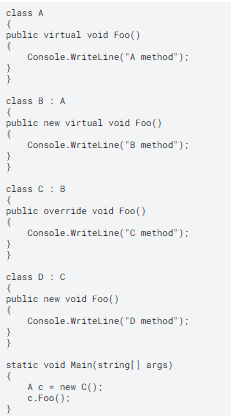 class A
{
public virtual void Foo()
{
    Console.WriteLine("A method");
}
}
class B : A
{
public new virtual void Foo()
{
    Console.WriteLine("B method");
}
}
class C : B
{
public override void Foo()
{
    Console.WriteLine("C method");
}
}
class D : C
{
public new void Foo()
{
    Console.WriteLine("D method");
}
}
static void Main(string[] args)
{
    A c = new C();
    c.Foo();
}